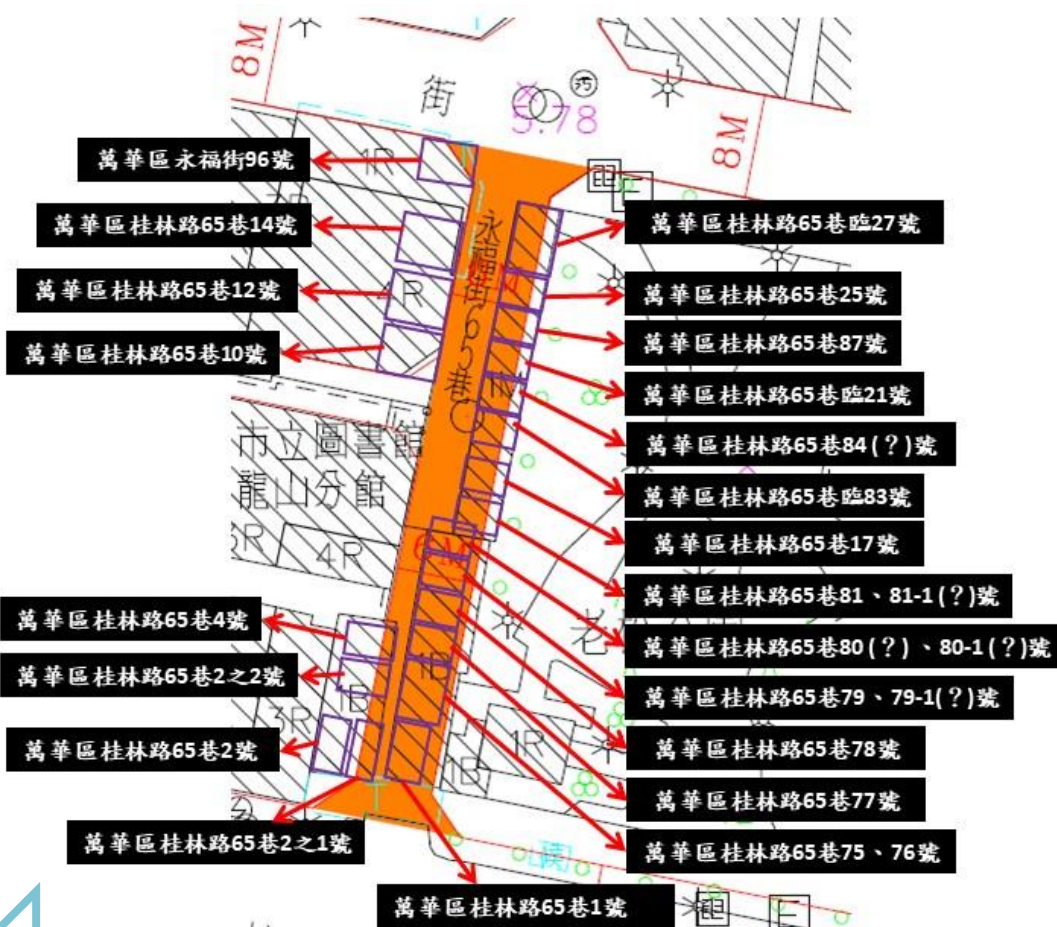 8M
街
污
5.78
8M
萬華區永福街96號
1R
電
萬華區桂林路65巷14號
萬華區桂林路65巷臨27號
萬華區桂林路65巷12號
4R
永福街65巷
萬華區桂林路65巷25號
萬華區桂林路65巷10號
萬華區桂林路65巷87號
萬華區桂林路65巷臨21號
市立圖書館
龍山分館
萬華區桂林路65巷84(?)號
萬華區桂林路65巷臨83號
萬華區桂林路65巷17號
4R
6M
萬華區桂林路65巷81、81-1(?)號
老
萬華區桂林路65巷4號
萬華區桂林路65巷80(?)、80-1(?)號
萬華區桂林路65巷2之2號
1B
1B
萬華區桂林路65巷79、79-1(?)號
3R
1R
萬華區桂林路65巷2號
萬華區桂林路65巷78號
1B
萬華區桂林路65巷77號
萬華區桂林路65巷2之1號
萬華區桂林路65巷75、76號
萬華區桂林路65巷1號
電